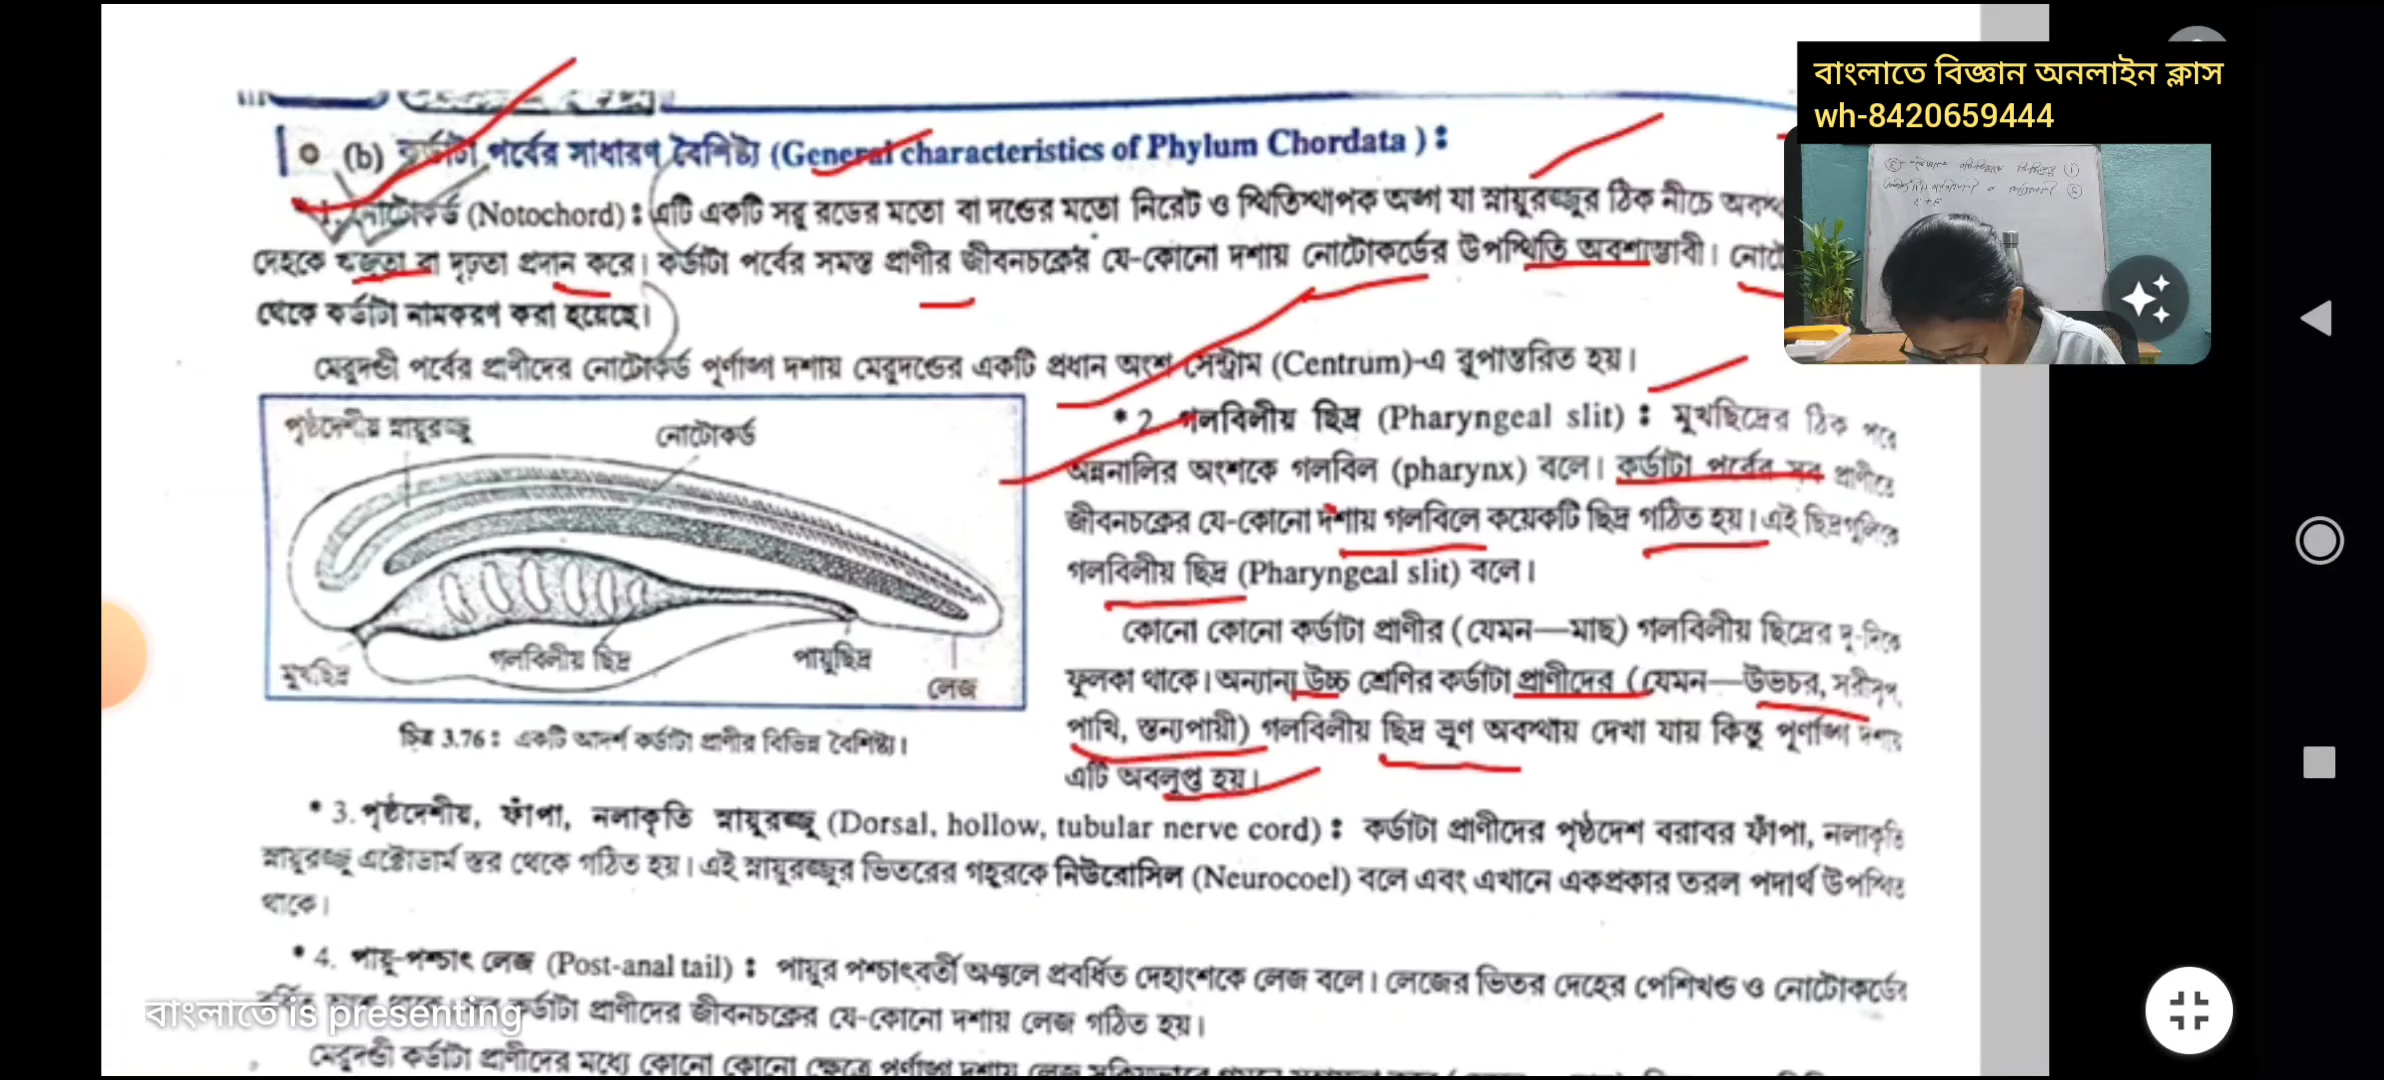 বাংলাতে বিজ্ঞান অনলাইন ক্লাস
wh-8420659444
(b) কর্ডাটা পর্বের সাধারণ বৈশিষ্ট্য (General characteristics of Phylum Chordata ) :
1. নোটোকর্ড (Notochord) : এটি একটি সরু রডের মতো বা দণ্ডের মতো নিরেট ও স্থিতিস্থাপক অঙ্গ যা স্নায়ুরজ্জুর ঠিক নীচে
দেহকে ঋজুতা বা দৃঢ়তা প্রদান করে। কর্ডাটা পর্বের সমস্ত প্রাণীর জীবনচক্রের যে-কোনো দশায় নোটোকর্ডের উপস্থিতি অবশ্যম্ভাবী।
থেকে কর্ডাটা নামকরণ করা হয়েছে।
মেরুদণ্ডী পর্বের প্রাণীদের নোটোকর্ড পূর্ণাঙ্গ দশায় মেরুদণ্ডের একটি প্রধান অংশ সেন্ট্রাম (Centrum)-এ রূপান্তরিত হয়।
পৃষ্ঠদেশীয় স্নায়ুরজ্জু
নোটোকর্ড
মুখছিদ্র
গলবিলীয় ছিদ্র
পায়ুছিদ্র
লেজ
চিত্র 3.76 : একটি আদর্শ কর্ডাটা প্রাণীর বিভিন্ন বৈশিষ্ট্য।
* 2. গলবিলীয় ছিদ্র (Pharyngeal slit) : মুখছিদ্রের ঠিক পরে
অন্ননালির অংশকে গলবিল (pharynx) বলে। কর্ডাটা পর্বের সব প্রাণীতে
জীবনচক্রের যে-কোনো দশায় গলবিলে কয়েকটি ছিদ্র গঠিত হয়। এই ছিদ্রগুলিকে
গলবিলীয় ছিদ্র (Pharyngeal slit) বলে।
কোনো কোনো কর্ডাটা প্রাণীর (যেমন—মাছ) গলবিলীয় ছিদ্রের দু-দিকে
ফুলকা থাকে। অন্যান্য উচ্চ শ্রেণির কর্ডাটা প্রাণীদের (যেমন—উভচর, সরীসৃপ,
পাখি, স্তন্যপায়ী) গলবিলীয় ছিদ্র ভ্রূণ অবস্থায় দেখা যায় কিন্তু পূর্ণাঙ্গ দশায়
এটি অবলুপ্ত হয়।
* 3. পৃষ্ঠদেশীয়, ফাঁপা, নলাকৃতি স্নায়ুরজ্জু (Dorsal, hollow, tubular nerve cord) : কর্ডাটা প্রাণীদের পৃষ্ঠদেশ বরাবর ফাঁপা, নলাকৃতি
স্নায়ুরজ্জু এক্টোডার্ম স্তর থেকে গঠিত হয়। এই স্নায়ুরজ্জুর ভিতরের গহ্বরকে নিউরোসিল (Neurocoel) বলে এবং এখানে একপ্রকার তরল পদার্থ উপস্থিত
থাকে।
* 4. পায়ু-পশ্চাৎ লেজ (Post-anal tail) : পায়ুর পশ্চাৎবর্তী অঞ্চলে প্রবর্ধিত দেহাংশকে লেজ বলে। লেজের ভিতর দেহের পেশিখণ্ড ও নোটোকর্ডের
কর্ডাটা প্রাণীদের জীবনচক্রের যে-কোনো দশায় লেজ গঠিত হয়।
বাংলাতে is presenting
মেরুদণ্ডী কর্ডাটা প্রাণীদের মধ্যে কোনো কোনো ক্ষেত্রে পূর্ণাঙ্গ দশায় লেজ